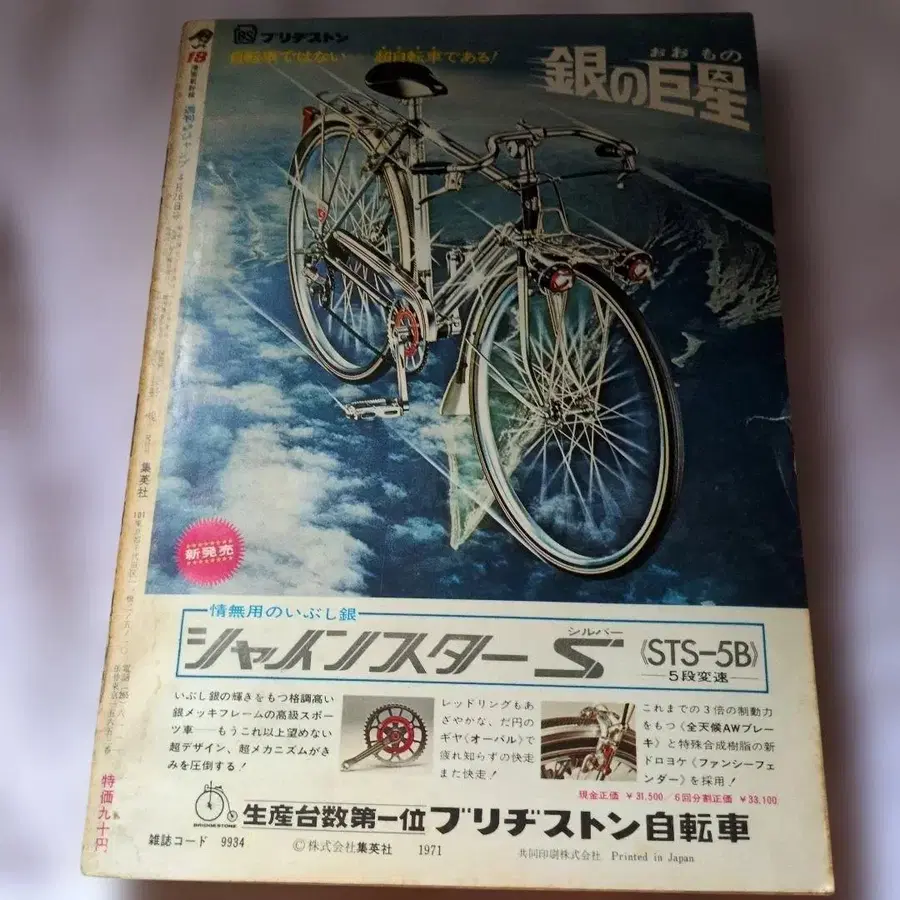 BS ブリヂストン
自転車ではない 超自転車である!
おおもの
銀の巨星
18
4月26日
集英社
101
特価九十円
新発売
情無用のいぶし銀
シルバー
シャインスターS
《STS-5B》
5段変速
いぶし銀の輝きをもつ格調高い
銀メッキフレームの高級スポー
ツ車──もうこれ以上望めない
超デザイン、超メカニズムがき
みを圧倒する!
レッドリングもあ
ざやかな、だ円の
ギヤ《オーバル》で
疲れ知らずの快走
また快走!
これまでの3倍の制動力
をもつ《全天候AWブレー
キ》と特殊合成樹脂の新
ドロヨケ《ファンシーフェ
ンダー》を採用!
現金正価 ¥31,500/6回分割正価 ¥33,100
BRIDGESTONE
生産台数第一位 ブリヂストン自転車
雑誌コード 9934
©株式会社集英社 1971
共同印刷株式会社 Printed in Japan